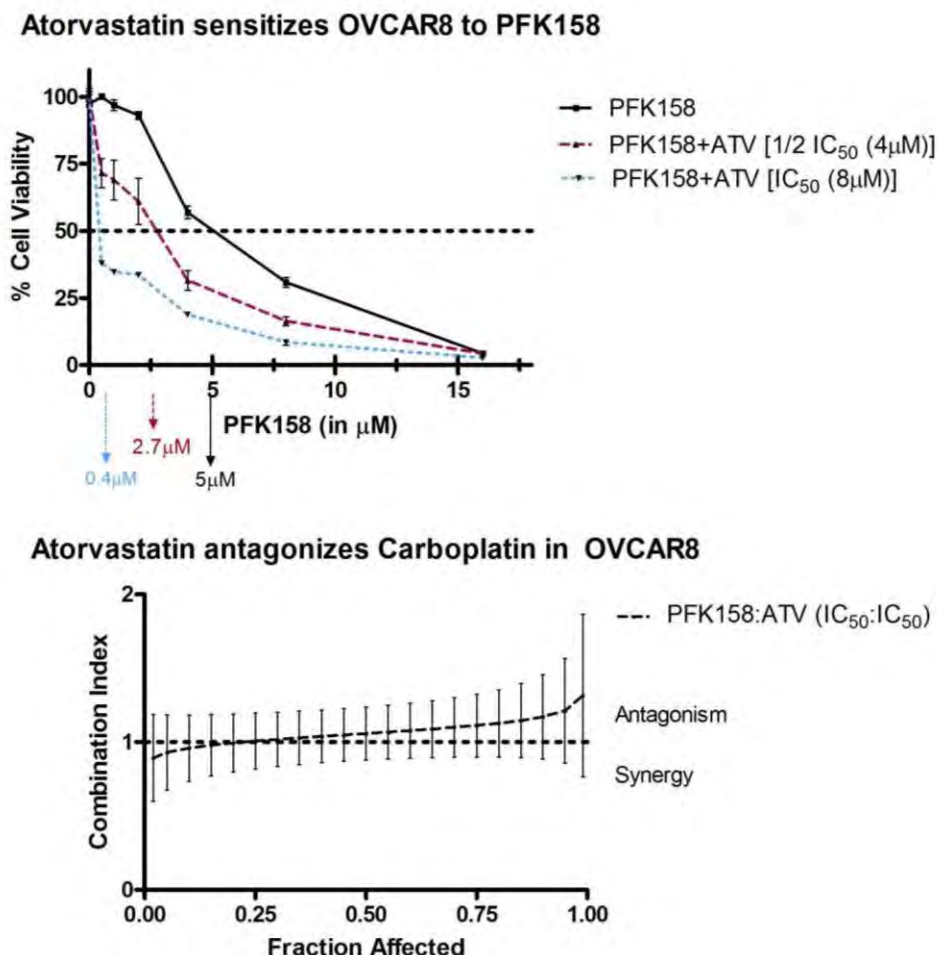 Atorvastatin sensitizes OVCAR8 to PFK158
% Cell Viability
100
75
50
25
0
0
5
10
15
PFK158 (in μM)
PFK158
PFK158+ATV [1/2 IC₅₀ (4μM)]
PFK158+ATV [IC₅₀ (8μM)]
2.7μM
0.4μM
5μM
Atorvastatin antagonizes Carboplatin in OVCAR8
Combination Index
2
1
0
0.00
0.25
0.50
0.75
1.00
Fraction Affected
PFK158:ATV (IC₅₀:IC₅₀)
Antagonism
Synergy